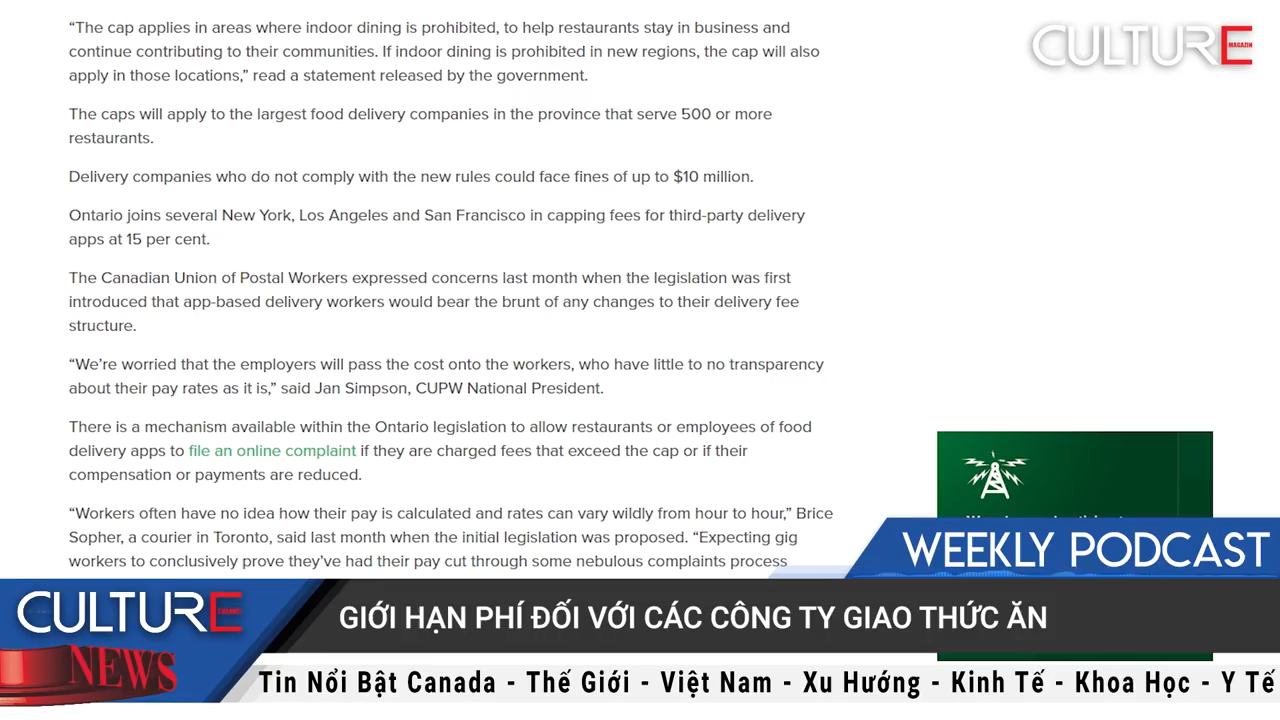 “The cap applies in areas where indoor dining is prohibited, to help restaurants stay in business and
continue contributing to their communities. If indoor dining is prohibited in new regions, the cap will also
apply in those locations,” read a statement released by the government.
The caps will apply to the largest food delivery companies in the province that serve 500 or more
restaurants.
Delivery companies who do not comply with the new rules could face fines of up to $10 million.
Ontario joins several New York, Los Angeles and San Francisco in capping fees for third-party delivery
apps at 15 per cent.
The Canadian Union of Postal Workers expressed concerns last month when the legislation was first
introduced that app-based delivery workers would bear the brunt of any changes to their delivery fee
structure.
“We’re worried that the employers will pass the cost onto the workers, who have little to no transparency
about their pay rates as it is,” said Jan Simpson, CUPW National President.
There is a mechanism available within the Ontario legislation to allow restaurants or employees of food
delivery apps to file an online complaint if they are charged fees that exceed the cap or if their
compensation or payments are reduced.
“Workers often have no idea how their pay is calculated and rates can vary wildly from hour to hour,” Brice
Sopher, a courier in Toronto, said last month when the initial legislation was proposed. “Expecting gig
workers to conclusively prove they’ve had their pay cut through some nebulous complaints process
CULTURE
MAGAZIN
WEEKLY PODCAST
CULTURE
CHANNEL
NEWS
GIỚI HẠN PHÍ ĐỐI VỚI CÁC CÔNG TY GIAO THỨC ĂN
Tin Nổi Bật Canada - Thế Giới - Việt Nam - Xu Hướng - Kinh Tế - Khoa Học - Y Tế